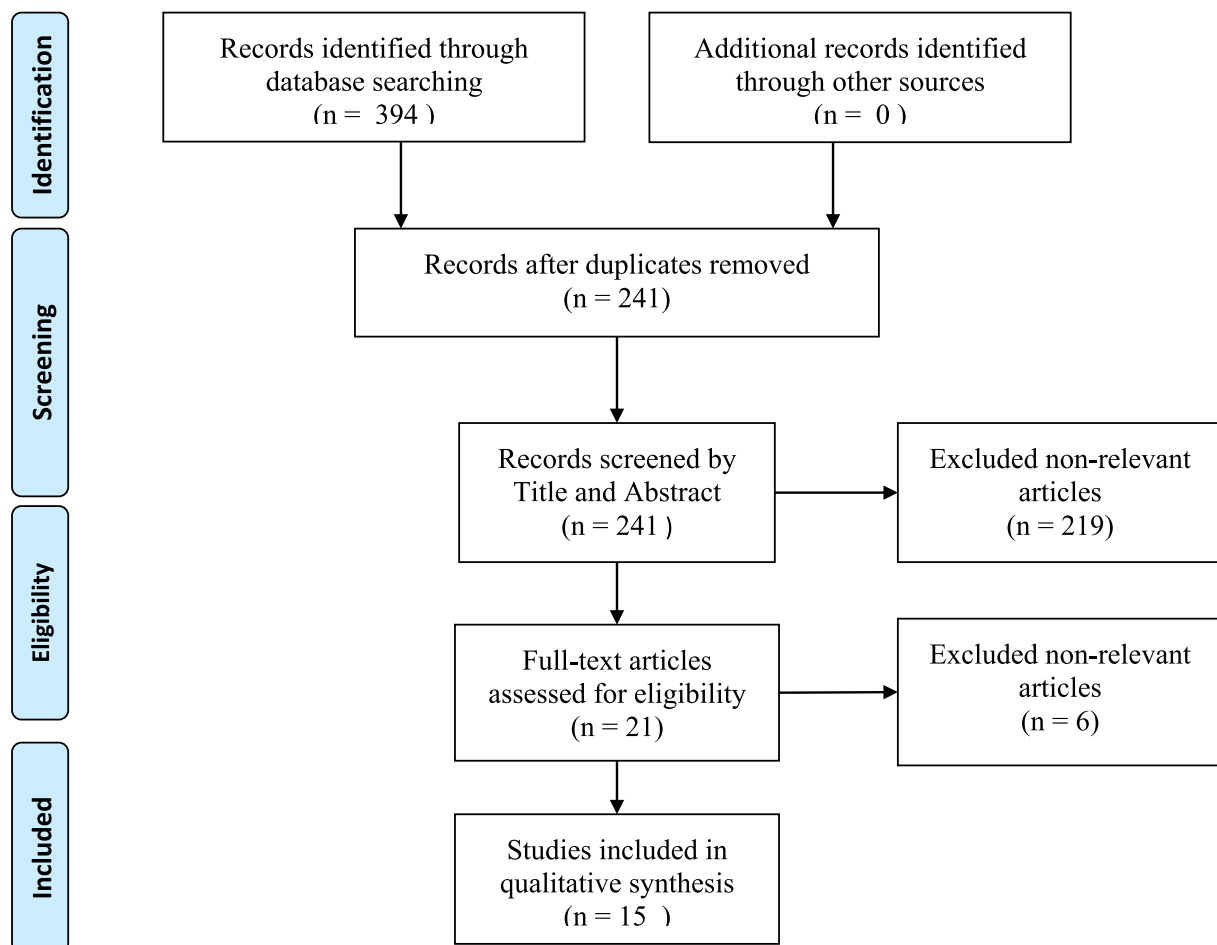 Identification
Records identified through
database searching
(n = 394 )
Additional records identified
through other sources
(n = 0 )
Screening
Records after duplicates removed
(n = 241)
Records screened by
Title and Abstract
(n = 241 )
Excluded non-relevant
articles
(n = 219)
Eligibility
Full-text articles
assessed for eligibility
(n = 21)
Excluded non-relevant
articles
(n = 6)
Included
Studies included in
qualitative synthesis
(n = 15 )